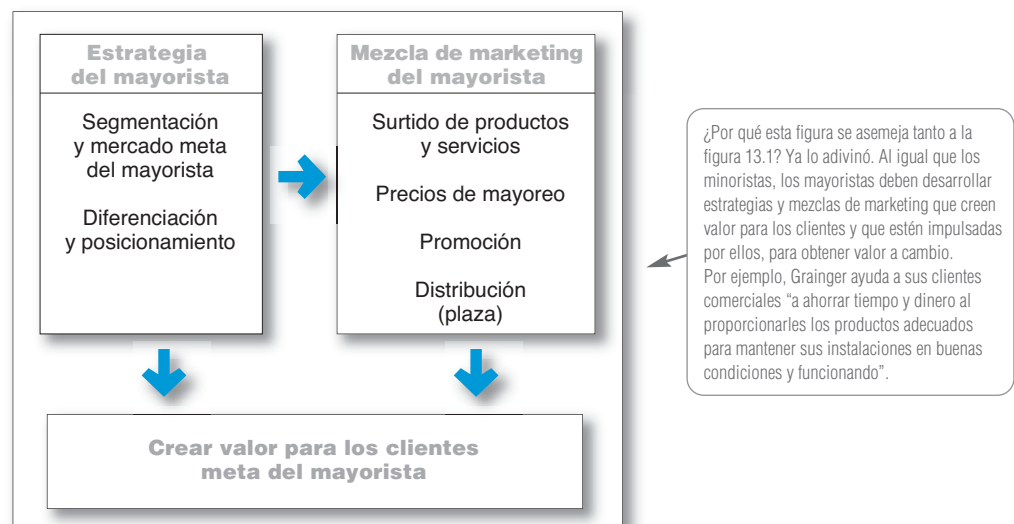 Estrategia
del mayorista
Segmentación
y mercado meta
del mayorista
Diferenciación
y posicionamiento
Mezcla de marketing
del mayorista
Surtido de productos
y servicios
Precios de mayoreo
Promoción
Distribución
(plaza)
Crear valor para los clientes
meta del mayorista
¿Por qué esta figura se asemeja tanto a la
figura 13.1? Ya lo adivinó. Al igual que los
minoristas, los mayoristas deben desarrollar
estrategias y mezclas de marketing que creen
valor para los clientes y que estén impulsadas
por ellos, para obtener valor a cambio.
Por ejemplo, Grainger ayuda a sus clientes
comerciales “a ahorrar tiempo y dinero al
proporcionarles los productos adecuados
para mantener sus instalaciones en buenas
condiciones y funcionando”.